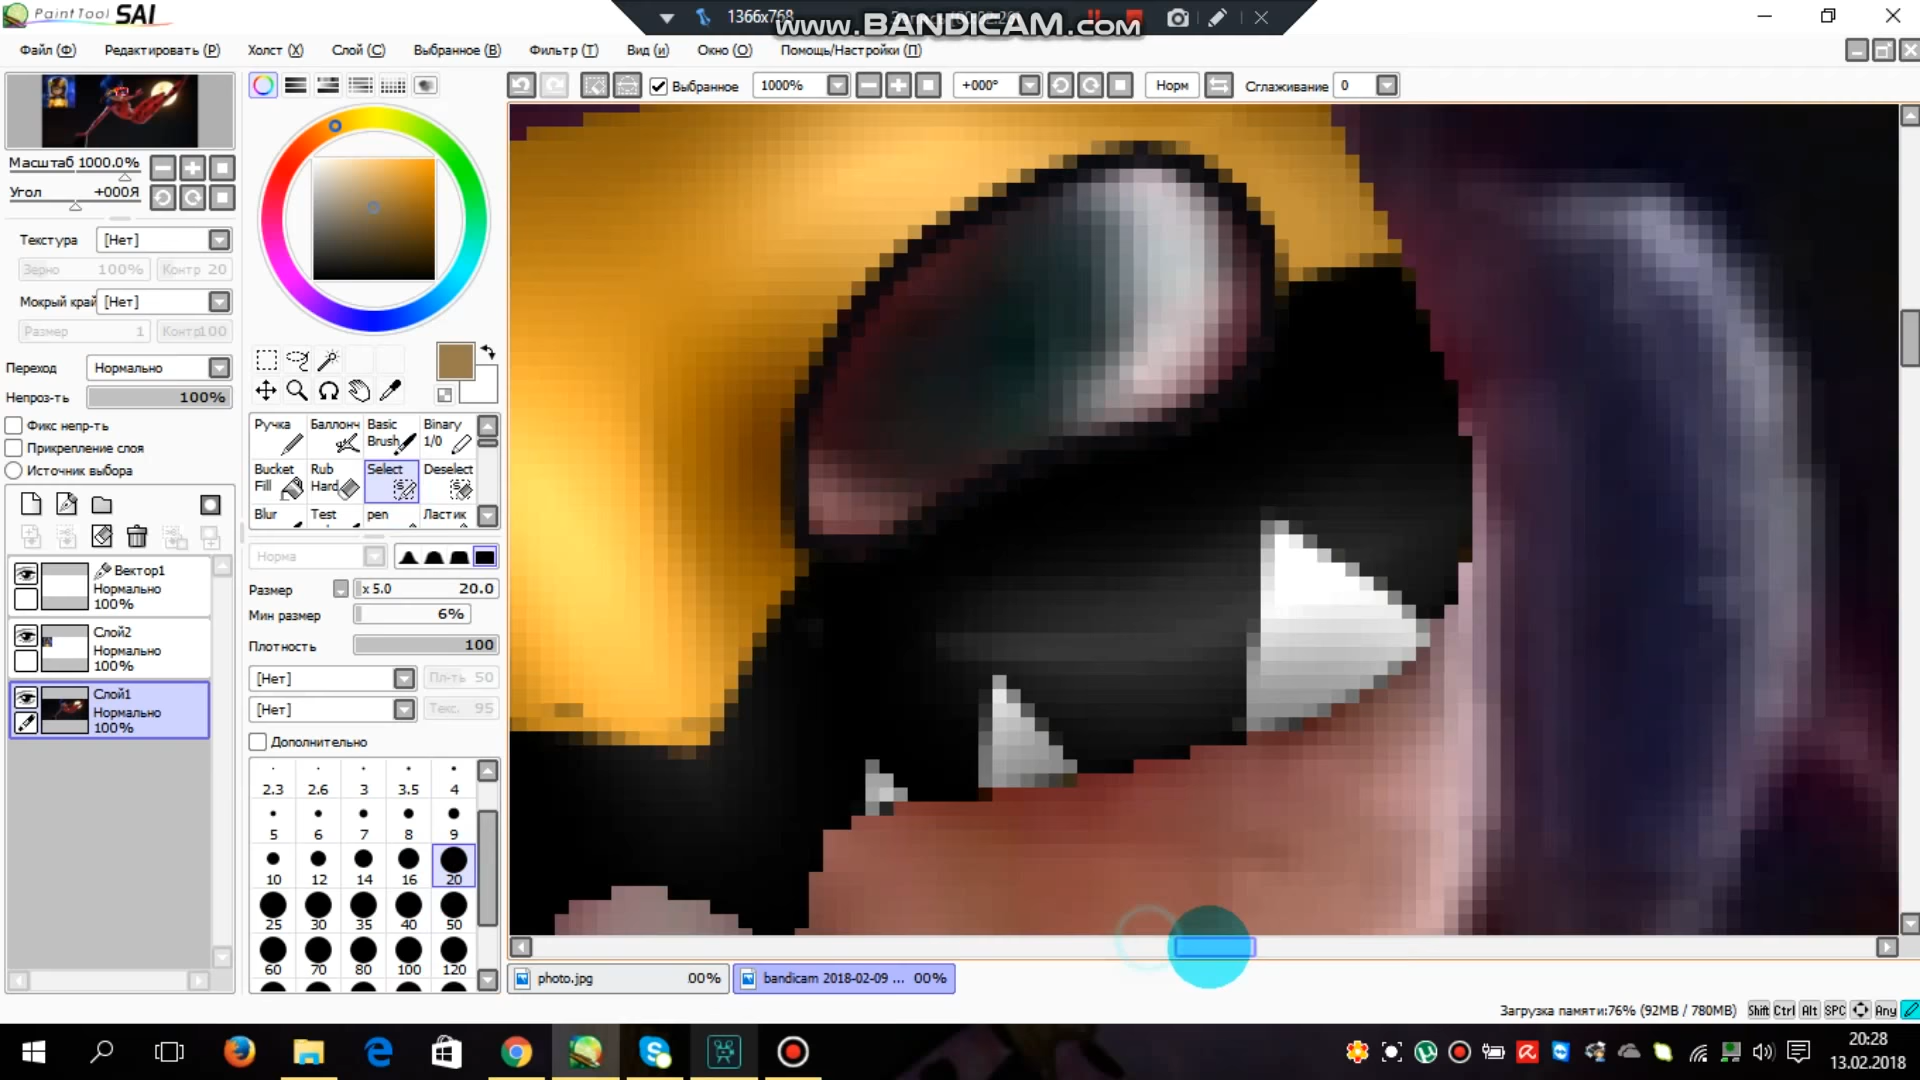 PaintTool SAI
1366x768
www.BANDICAM.com
Файл (Ф) Редактировать (Р) Холст (Х) Слой (С) Выбранное (В) Фильтр (Т) Вид (и) Окно (О) Помощь/Настройки (П)
Выбранное 1000% +000° Норм Сглаживание 0
Масштаб 1000.0%
Угол +000Я
Текстура [Нет]
Зерно 100% Контр 20
Мокрый край [Нет]
Размер 1 Контр100
Переход Нормально
Непроз-ть 100%
Фикс непр-ть
Прикрепление слоя
Источник выбора
Вектор1
Нормально
100%
Слой2
Нормально
100%
Слой1
Нормально
100%
Ручка Баллонч Basic Brush Binary 1/0
Bucket Fill Rub Hard Select Deselect
Blur Test pen Ластик
Норма
Размер x 5.0 20.0
Мин размер 6%
Плотность 100
[Нет] Пл-ть 50
[Нет] Текс. 95
Дополнительно
2.3 2.6 3 3.5 4
5 6 7 8 9
10 12 14 16 20
25 30 35 40 50
60 70 80 100 120
photo.jpg 00% bandicam 2018-02-09 ... 00%
Загрузка памяти:76% (92MB / 780MB) Shift Ctrl Alt SPC Any
20:28
13.02.2018